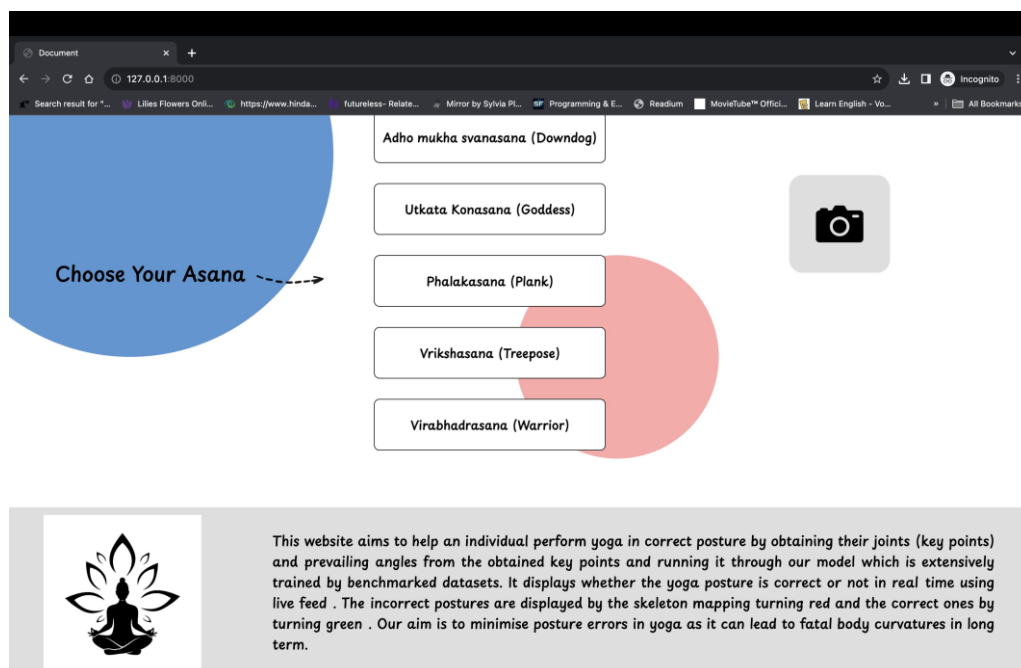 Document
127.0.0.1:8000
Incognito
Search result for "...
Lilies Flowers Onli...
https://www.hinda...
futureless- Relate...
Mirror by Sylvia Pl...
SF
Programming & E...
Readium
MovieTube™ Offici...
Learn English - Vo...
»
All Bookmarks
Adho mukha svanasana (Downdog)
Utkata Konasana (Goddess)
Choose Your Asana
Phalakasana (Plank)
Vrikshasana (Treepose)
Virabhadrasana (Warrior)
This website aims to help an individual perform yoga in correct posture by obtaining their joints (key points)
and prevailing angles from the obtained key points and running it through our model which is extensively
trained by benchmarked datasets. It displays whether the yoga posture is correct or not in real time using
live feed . The incorrect postures are displayed by the skeleton mapping turning red and the correct ones by
turning green . Our aim is to minimise posture errors in yoga as it can lead to fatal body curvatures in long
term.